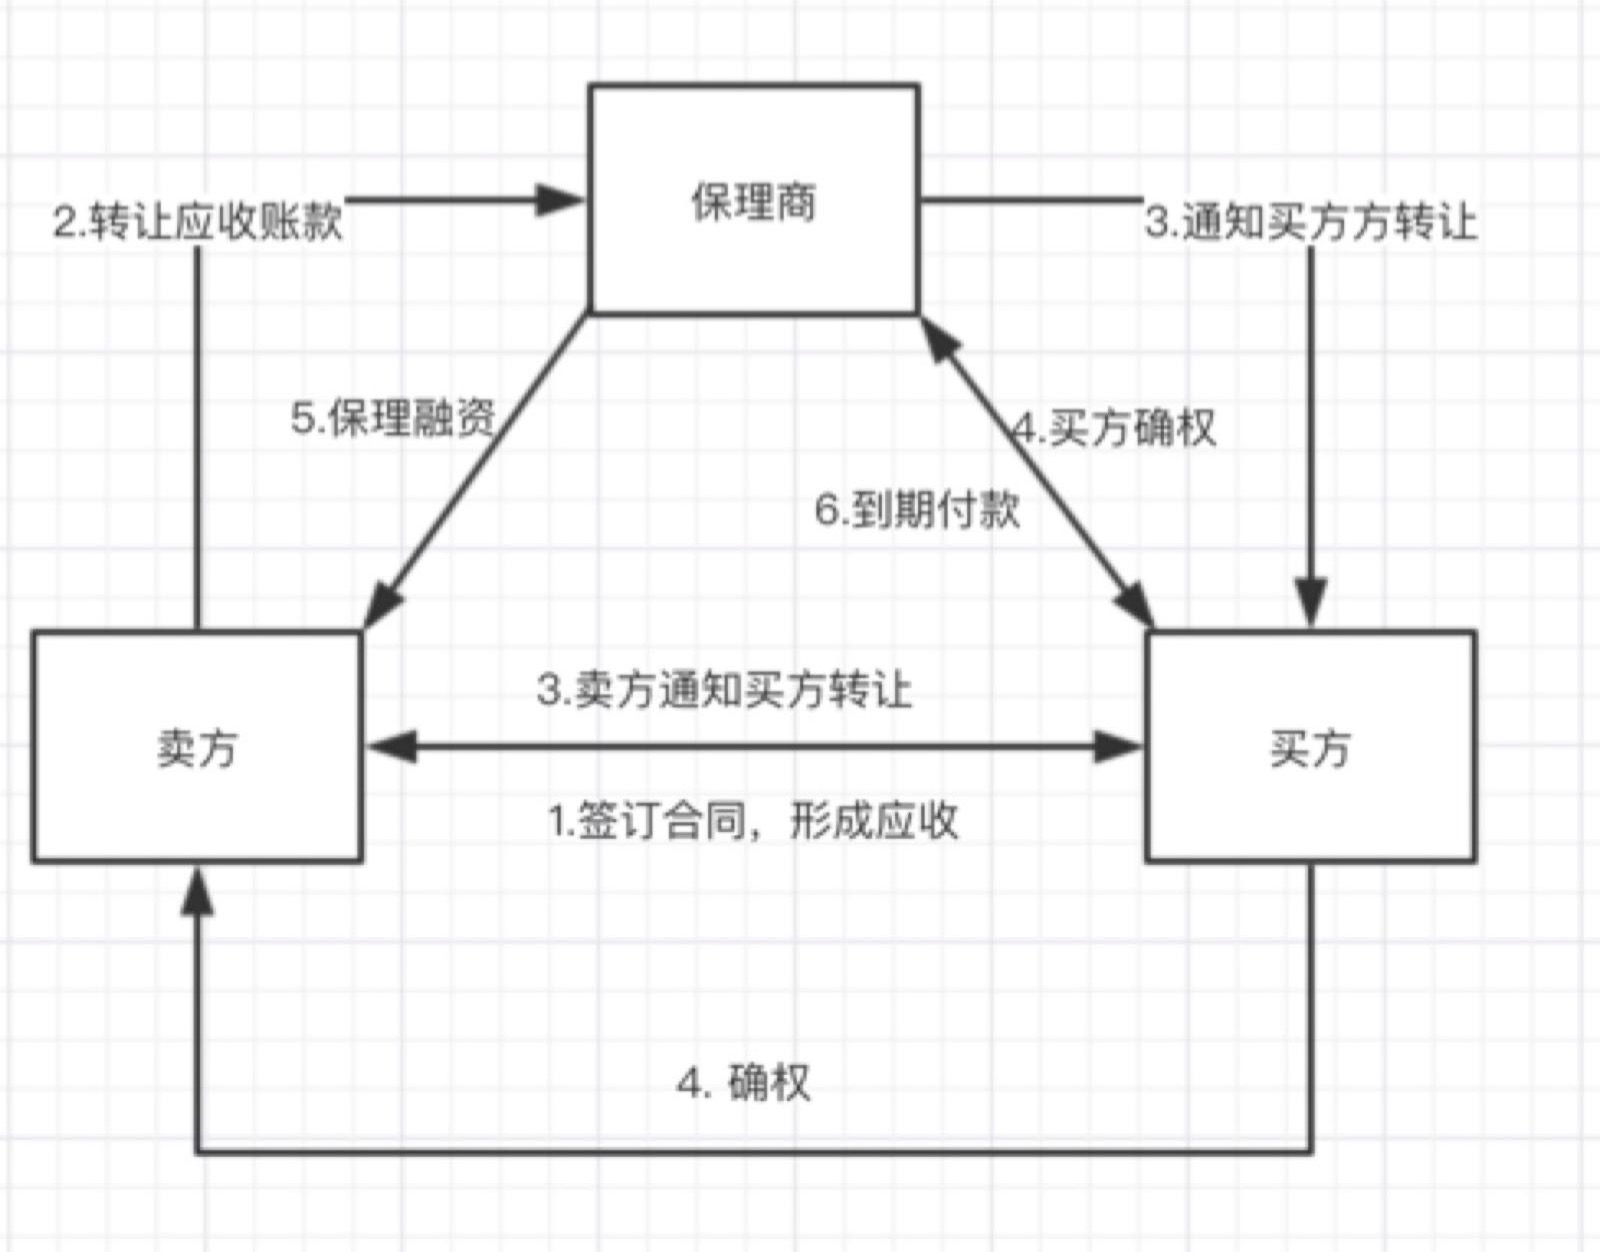 保理商
2.转让应收账款
3.通知买方方转让
5.保理融资
4.买方确权
6.到期付款
3.卖方通知买方转让
卖方
买方
1.签订合同，形成应收
4. 确权